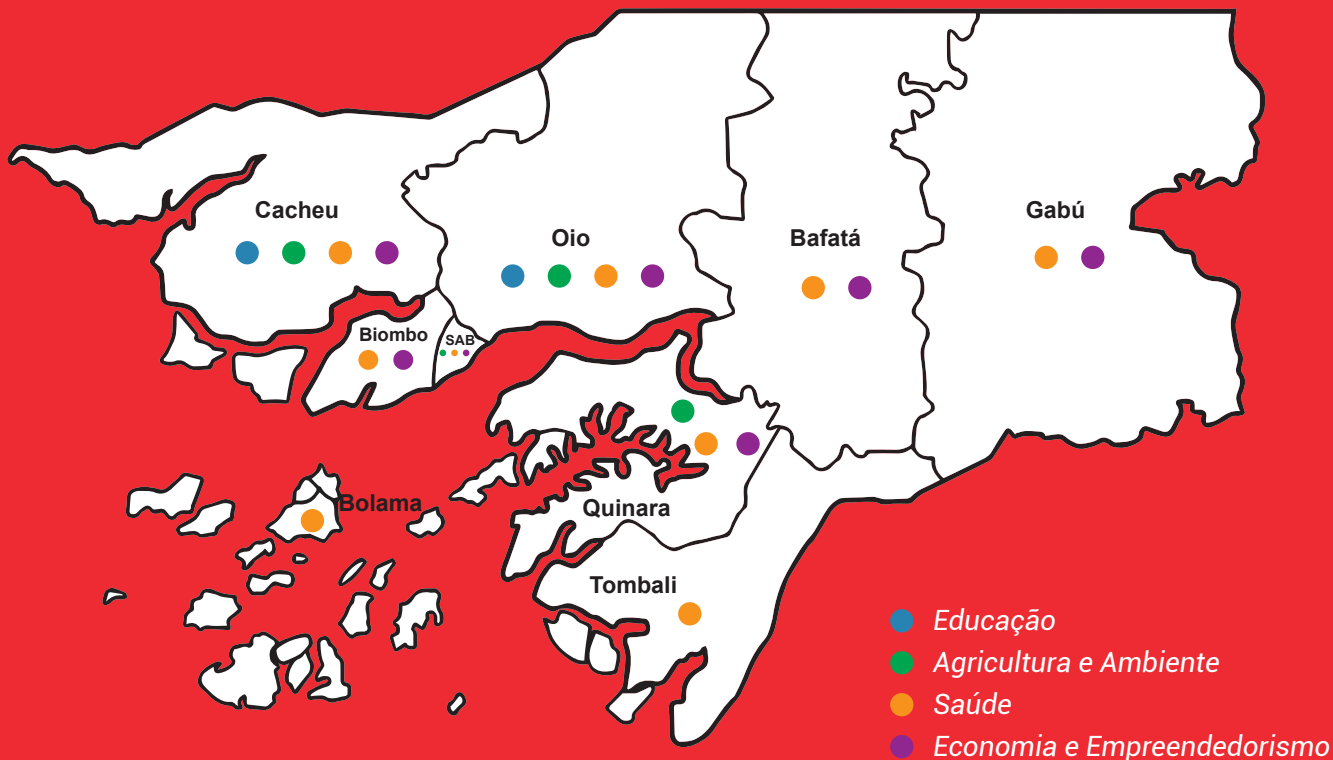 Cacheu
Oio
Bafatá
Gabú
Biombo
SAB
Bolama
Quinara
Tombali
Educação
Agricultura e Ambiente
Saúde
Economia e Empreendedorismo